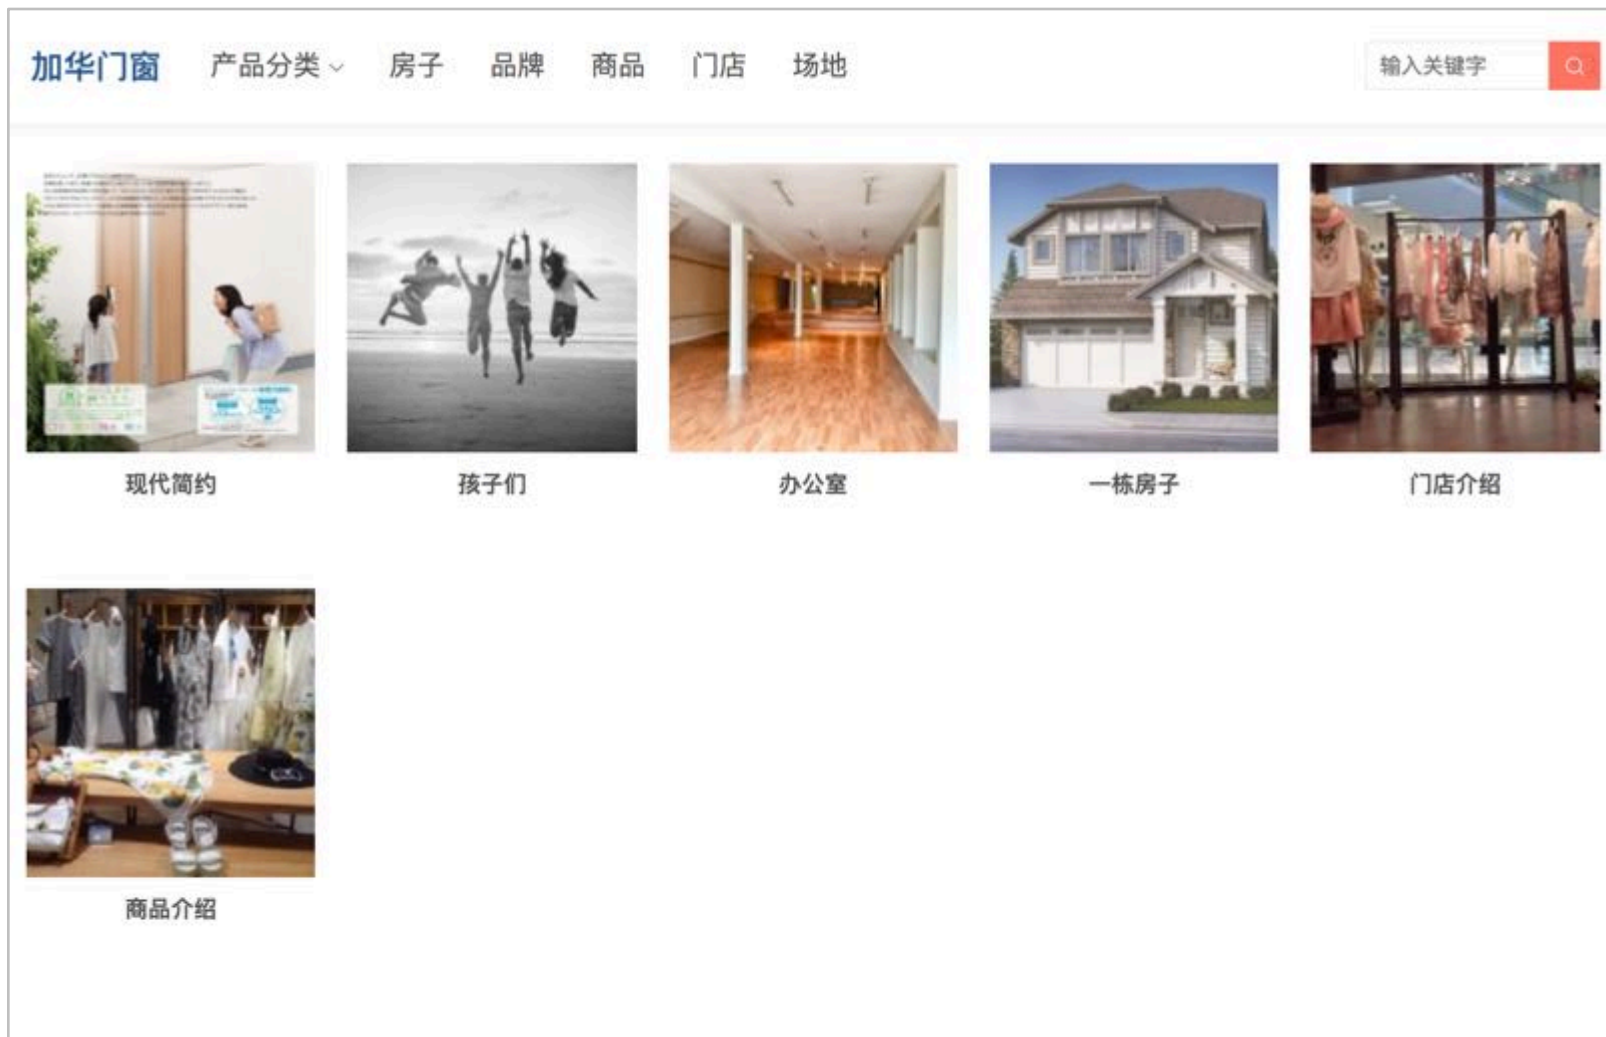 加华门窗
产品分类
房子
品牌
商品
门店
场地
输入关键字
现代简约
孩子们
办公室
一栋房子
门店介绍
商品介绍